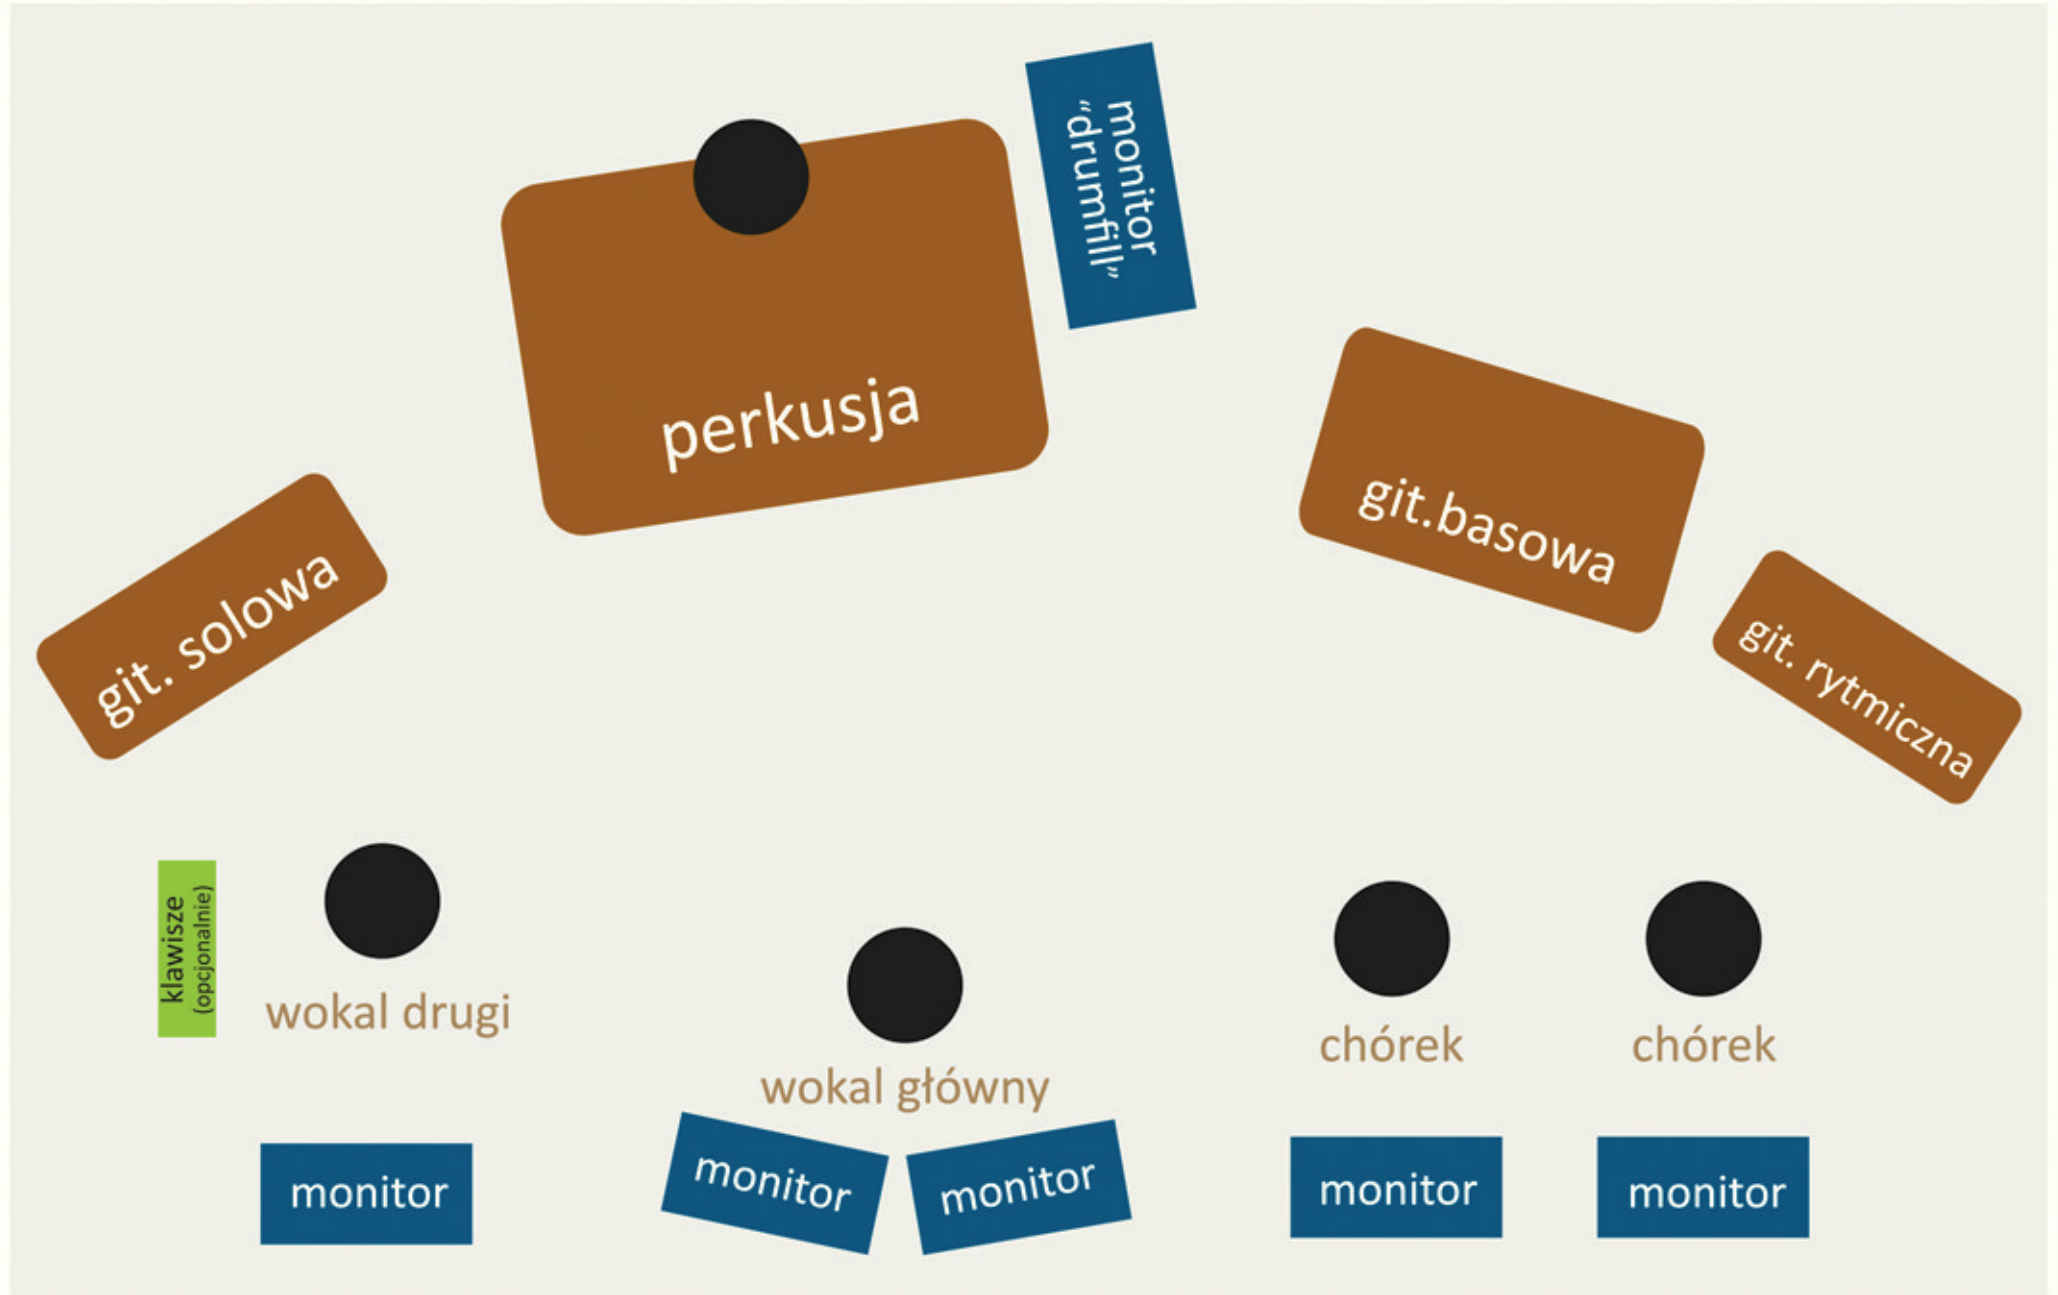 monitor
“drumfill”
perkusja
git.basowa
git. solowa
git. rytmiczna
klawisze
(opcjonalnie)
wokal drugi
wokal główny
chórek
chórek
monitor
monitor
monitor
monitor
monitor